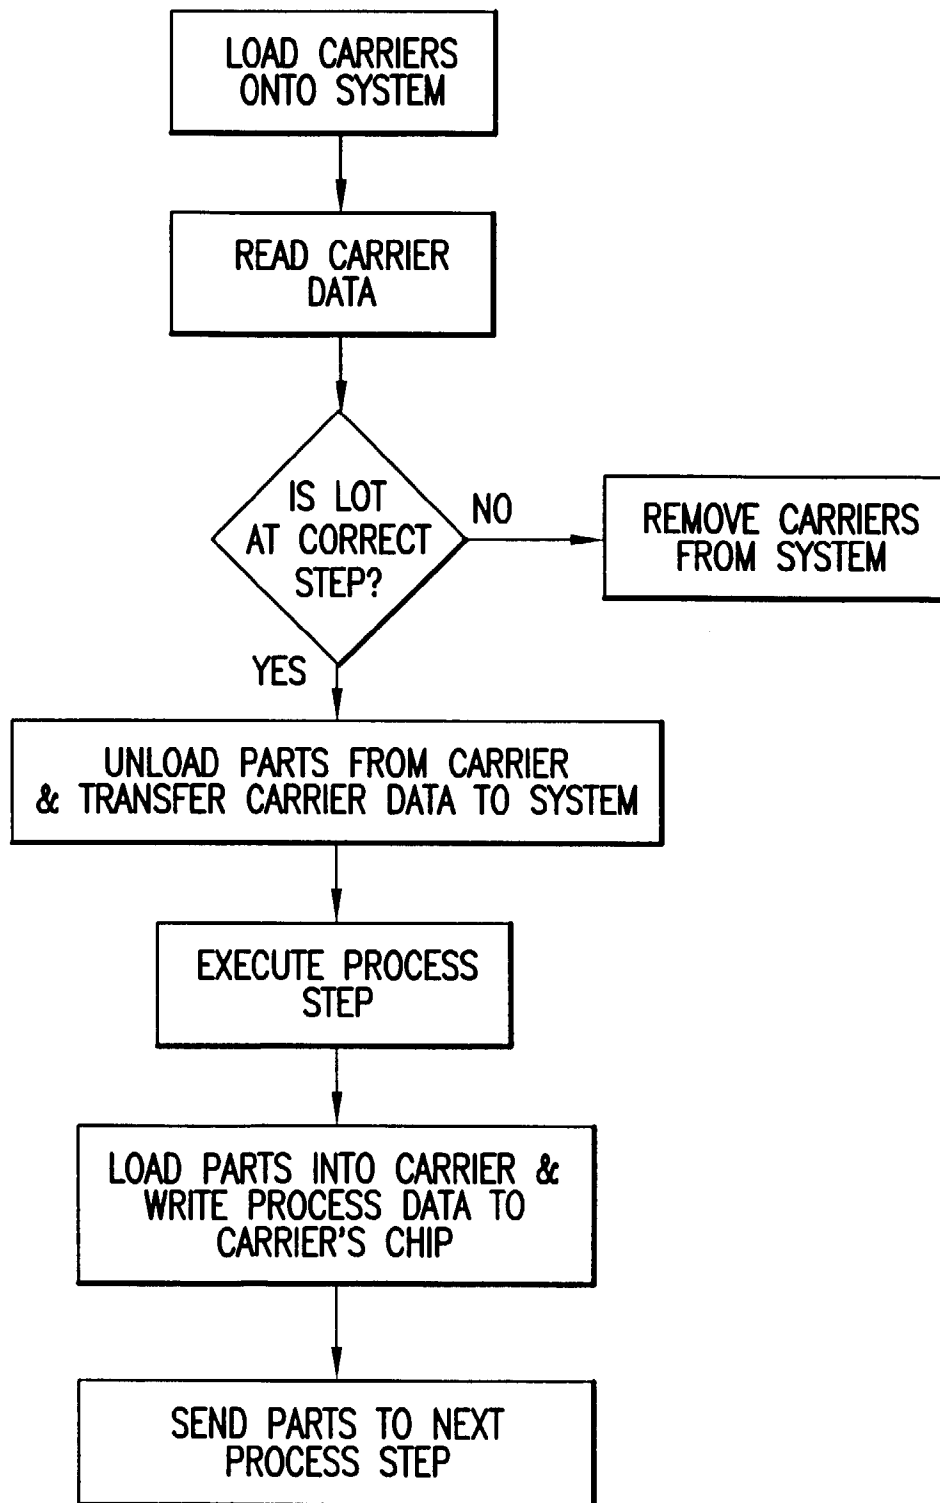 LOAD CARRIERS
ONTO SYSTEM
READ CARRIER
DATA
IS LOT
AT CORRECT
STEP?
NO
REMOVE CARRIERS
FROM SYSTEM
YES
UNLOAD PARTS FROM CARRIER
& TRANSFER CARRIER DATA TO SYSTEM
EXECUTE PROCESS
STEP
LOAD PARTS INTO CARRIER &
WRITE PROCESS DATA TO
CARRIER'S CHIP
SEND PARTS TO NEXT
PROCESS STEP